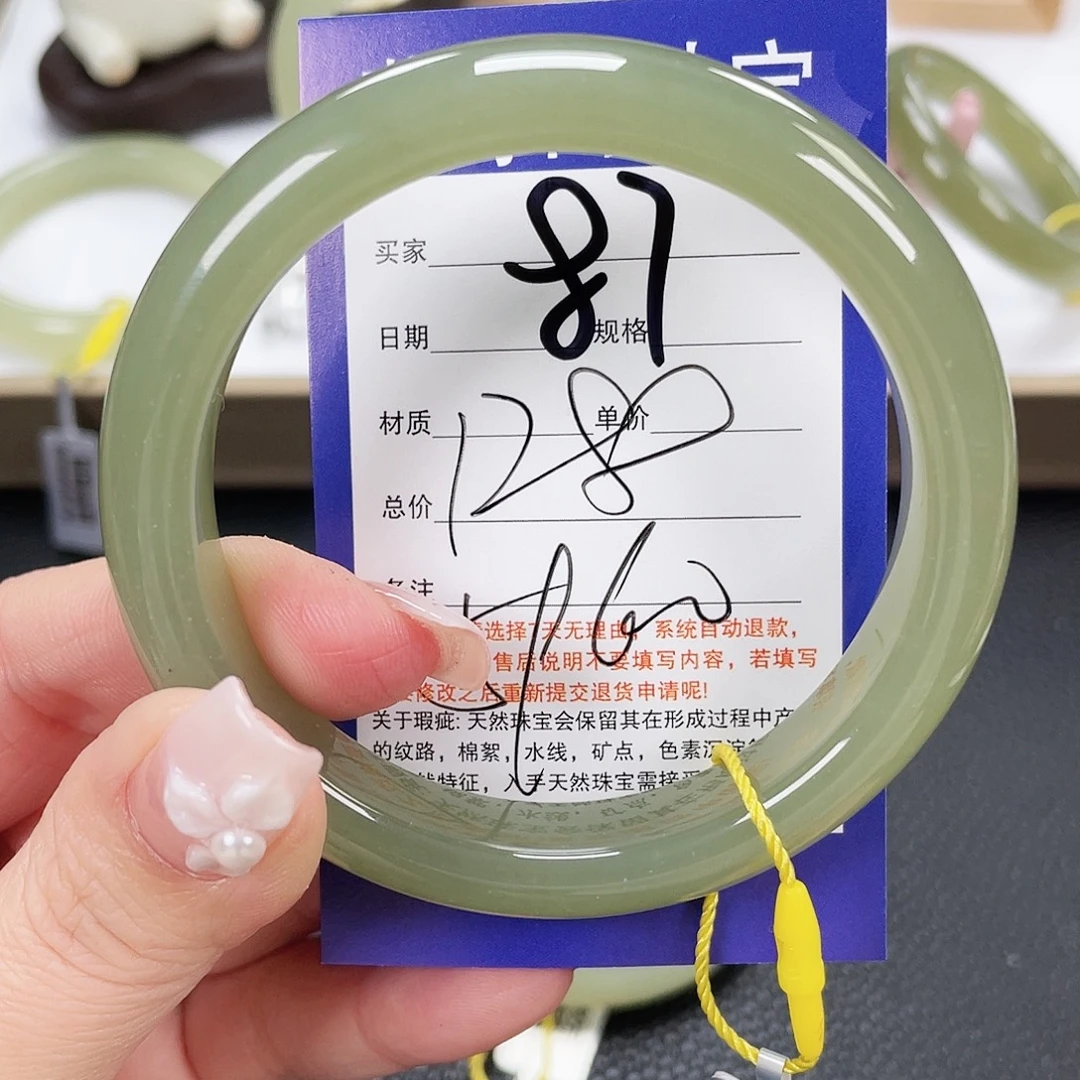 买家
87
日期 规格
材质 单价
128
总价
备注
选择7天无理由，系统自动退款，
售后说明不要填写内容，若填写
修改之后重新提交退货申请呢!
关于瑕疵: 天然珠宝会保留其在形成过程中产
的纹路，棉絮，水线，矿点，色素沉淀
特征，入手天然珠宝需接受